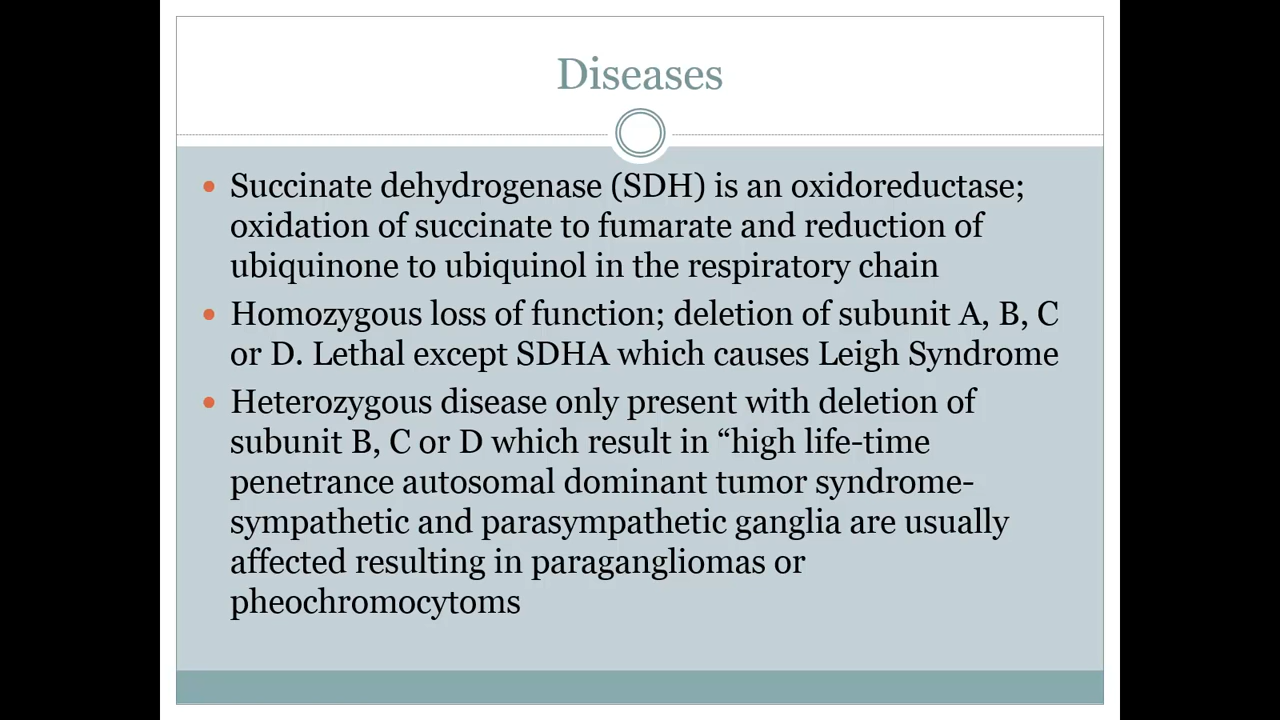 Diseases
• Succinate dehydrogenase (SDH) is an oxidoreductase;
oxidation of succinate to fumarate and reduction of
ubiquinone to ubiquinol in the respiratory chain
• Homozygous loss of function; deletion of subunit A, B, C
or D. Lethal except SDHA which causes Leigh Syndrome
• Heterozygous disease only present with deletion of
subunit B, C or D which result in “high life-time
penetrance autosomal dominant tumor syndrome-
sympathetic and parasympathetic ganglia are usually
affected resulting in paragangliomas or
pheochromocytoms